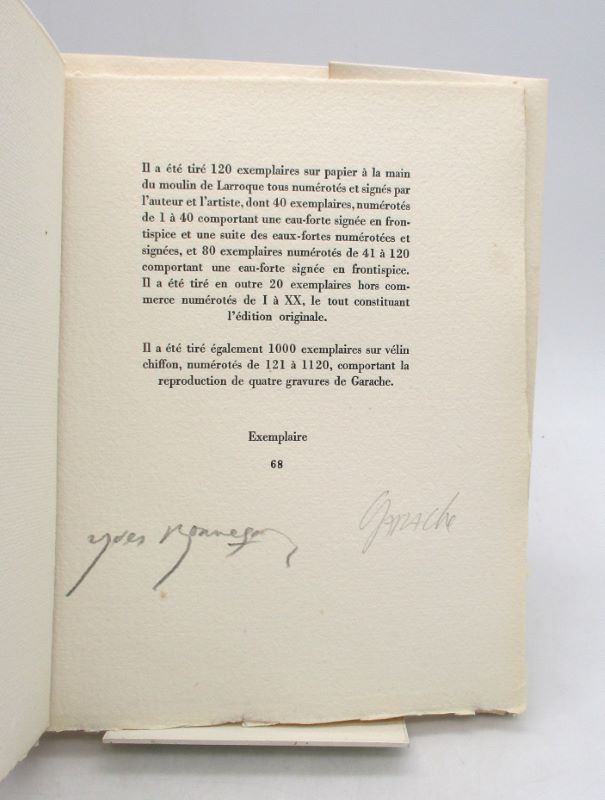 Il a été tiré 120 exemplaires sur papier à la main
du moulin de Larroque tous numérotés et signés par
l'auteur et l'artiste, dont 40 exemplaires, numérotés
de 1 à 40 comportant une eau-forte signée en fron-
tispice et une suite des eaux-fortes numérotées et
signées, et 80 exemplaires numérotés de 41 à 120
comportant une eau-forte signée en frontispice.
Il a été tiré en outre 20 exemplaires hors com-
merce numérotés de I à XX, le tout constituant
l'édition originale.
Il a été tiré également 1000 exemplaires sur vélin
chiffon, numérotés de 121 à 1120, comportant la
reproduction de quatre gravures de Garache.
Exemplaire
68
Garache
Yves Bonnefoy